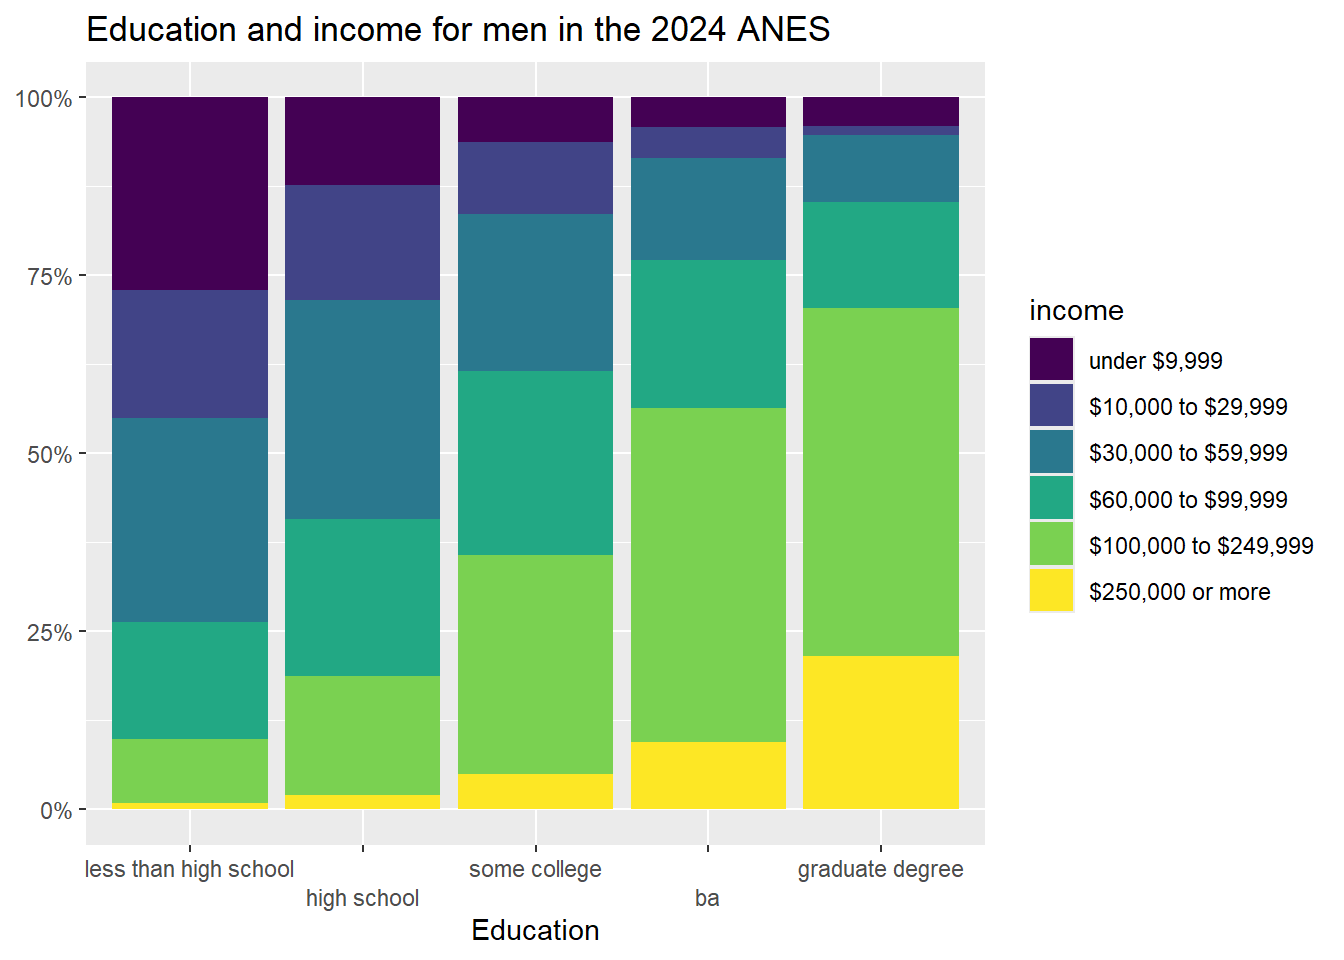 Education and income for men in the 2024 ANES
100%
75%
50%
25%
0%
less than high school
high school
some college
ba
graduate degree
Education
income
under $9,999
$10,000 to $29,999
$30,000 to $59,999
$60,000 to $99,999
$100,000 to $249,999
$250,000 or more